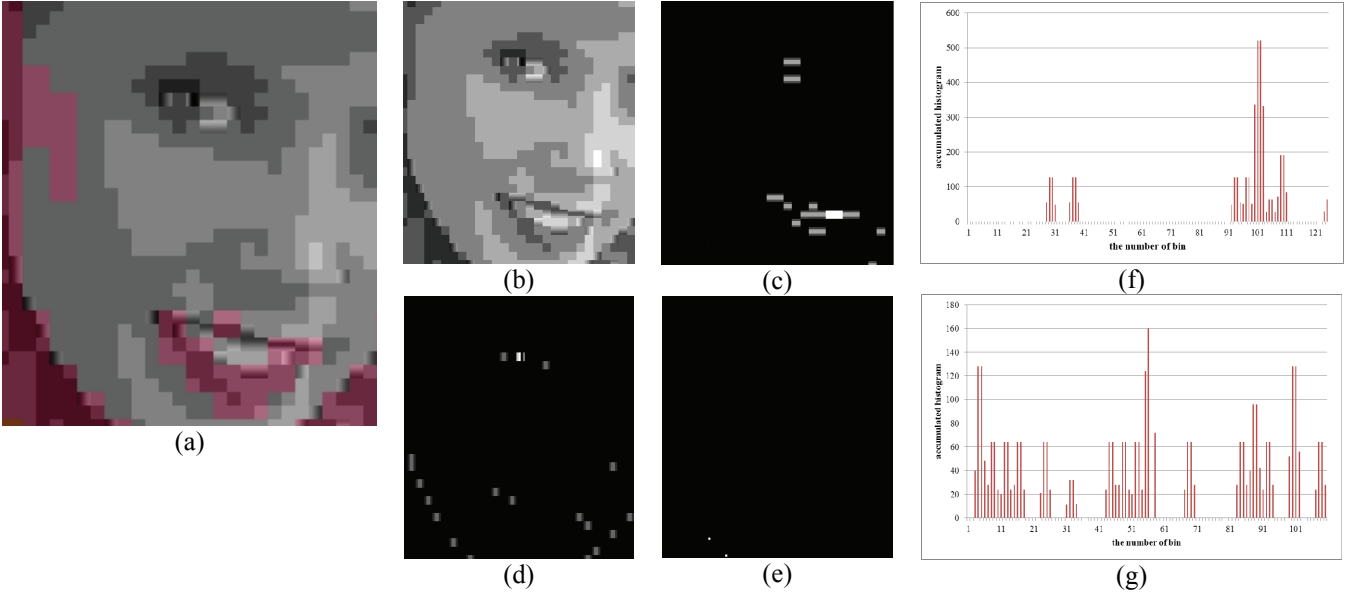 600
500
400
300
200
100
0
accumulated histogram
1 11 21 31 41 51 61 71 81 91 101 111 121
the number of bin
(b)
(c)
(f)
180
160
140
120
100
80
60
40
20
0
accumulated histogram
1 11 21 31 41 51 61 71 81 91 101
the number of bin
(a)
(d)
(e)
(g)